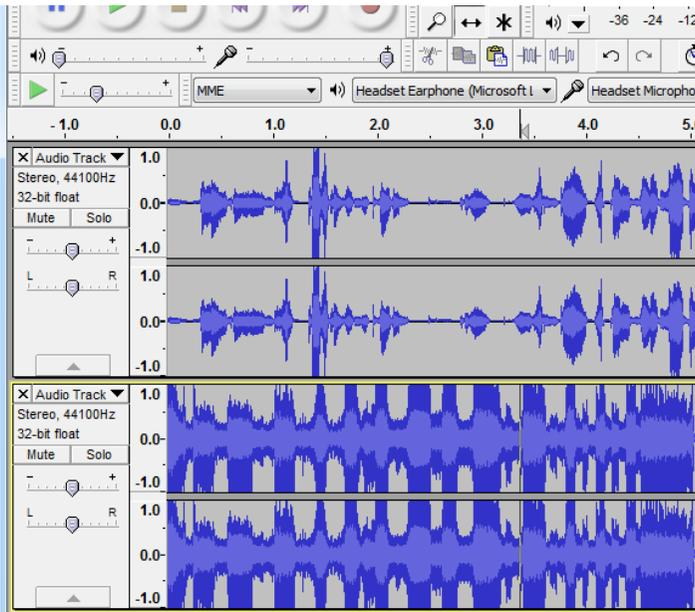 -36 -24 -12
MME Headset Earphone (Microsoft L Headset Micropho
-1.0 0.0 1.0 2.0 3.0 4.0 5.0
X Audio Track
Stereo, 44100Hz
32-bit float
Mute Solo
- +
L R
1.0
0.0-
-1.0
1.0
0.0-
-1.0
X Audio Track
Stereo, 44100Hz
32-bit float
Mute Solo
- +
L R
1.0
0.0-
-1.0
1.0
0.0-
-1.0